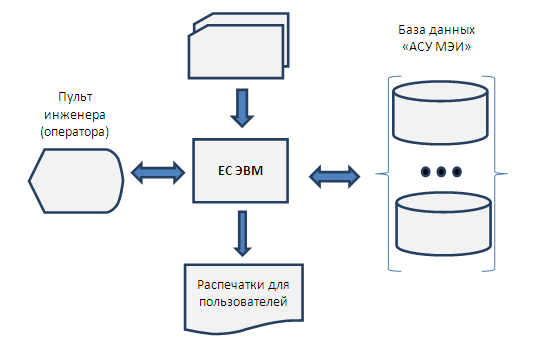 База данных
«АСУ МЭИ»
Пульт
инженера
(оператора)
ЕС ЭВМ
Распечатки для
пользователей